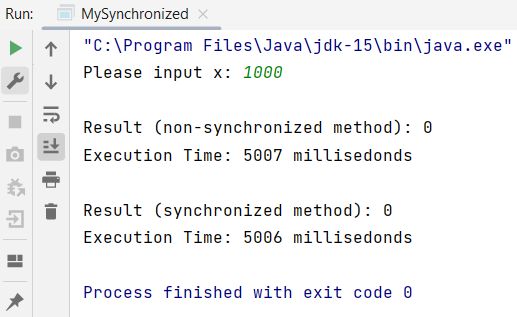 Run: MySynchronized
"C:\Program Files\Java\jdk-15\bin\java.exe"
Please input x: 1000
Result (non-synchronized method): 0
Execution Time: 5007 millisedonds
Result (synchronized method): 0
Execution Time: 5006 millisedonds
Process finished with exit code 0